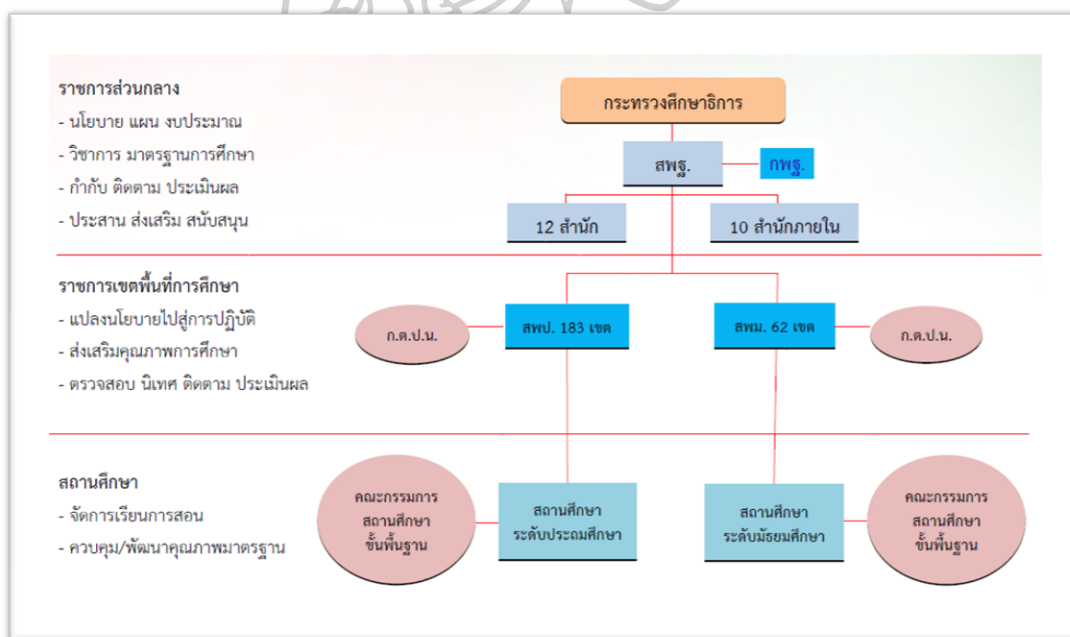 ราชการส่วนกลาง
- นโยบาย แผน งบประมาณ
- วิชาการ มาตรฐานการศึกษา
- กำกับ ติดตาม ประเมินผล
- ประสาน ส่งเสริม สนับสนุน
กระทรวงศึกษาธิการ
สพฐ.
กพฐ.
12 สำนัก
10 สำนักภายใน
ราชการเขตพื้นที่การศึกษา
- แปลงนโยบายไปสู่การปฏิบัติ
- ส่งเสริมคุณภาพการศึกษา
- ตรวจสอบ นิเทศ ติดตาม ประเมินผล
ก.ต.ป.น.
สพป. 183 เขต
สพม. 62 เขต
ก.ต.ป.น.
สถานศึกษา
- จัดการเรียนการสอน
- ควบคุม/พัฒนาคุณภาพมาตรฐาน
คณะกรรมการ
สถานศึกษา
ขั้นพื้นฐาน
สถานศึกษา
ระดับประถมศึกษา
สถานศึกษา
ระดับมัธยมศึกษา
คณะกรรมการ
สถานศึกษา
ขั้นพื้นฐาน